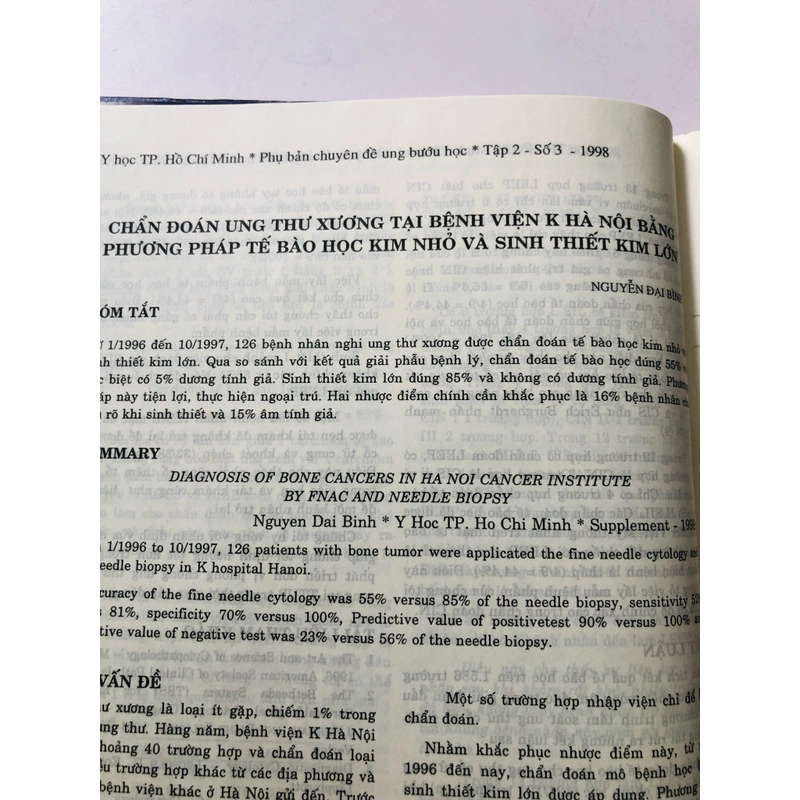 Y học TP. Hồ Chí Minh * Phụ bản chuyên đề ung bướu học * Tập 2 - Số 3 - 1998
CHẨN ĐOÁN UNG THƯ XƯƠNG TẠI BỆNH VIỆN K HÀ NỘI BẰNG
PHƯƠNG PHÁP TẾ BÀO HỌC KIM NHỎ VÀ SINH THIẾT KIM LỚN
NGUYỄN ĐẠI BÌNH
ÓM TẮT
1/1996 đến 10/1997, 126 bệnh nhân nghi ung thư xương được chẩn đoán tế bào học kim nhỏ
nh thiết kim lớn. Qua so sánh với kết quả giải phẫu bệnh lý, chẩn đoán tế bào học đúng 55%
biệt có 5% dương tính giả. Sinh thiết kim lớn đúng 85% và không có dương tính giả. Phương
áp này tiện lợi, thực hiện ngoại trú. Hai nhược điểm chính cần khắc phục là 16% bệnh nhân
rõ khi sinh thiết và 15% âm tính giả.
MMARY
DIAGNOSIS OF BONE CANCERS IN HA NOI CANCER INSTITUTE
BY FNAC AND NEEDLE BIOPSY
Nguyen Dai Binh * Y Hoc TP. Ho Chi Minh * Supplement - 1998
1/1996 to 10/1997, 126 patients with bone tumor were applicated the fine needle cytology
eedle biopsy in K hospital Hanoi.
curacy of the fine needle cytology was 55% versus 85% of the needle biopsy, sensitivity
81%, specificity 70% versus 100%, Predictive value of positivetest 90% versus 100%
tive value of negative test was 23% versus 56% of the needle biopsy.
VẤN ĐỀ
ư xương là loại ít gặp, chiếm 1% trong
ung thư. Hàng năm, bệnh viện K Hà Nội
hoảng 40 trường hợp và chẩn đoán loại
ều trường hợp khác từ các địa phương và
bệnh viện khác ở Hà Nội gửi đến. Trước
Một số trường hợp nhập viện chỉ để
chẩn đoán.
Nhằm khắc phục nhược điểm này, từ
1996 đến nay, chẩn đoán mô bệnh học
sinh thiết kim lớn được áp dụng. Phương